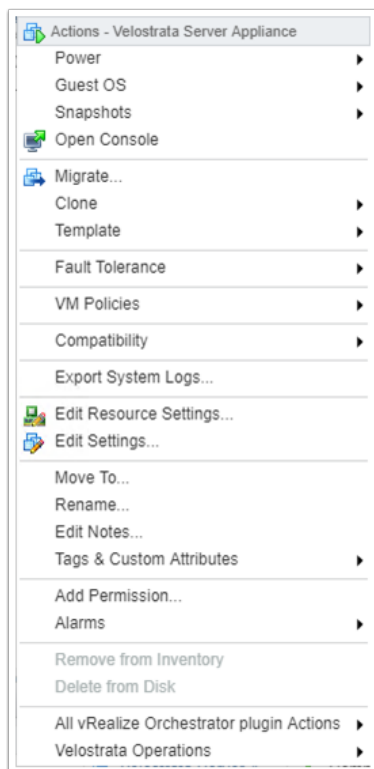 Actions - Velostrata Server Appliance
Power
Guest OS
Snapshots
Open Console
Migrate...
Clone
Template
Fault Tolerance
VM Policies
Compatibility
Export System Logs...
Edit Resource Settings...
Edit Settings...
Move To...
Rename...
Edit Notes...
Tags & Custom Attributes
Add Permission...
Alarms
Remove from Inventory
Delete from Disk
All vRealize Orchestrator plugin Actions
Velostrata Operations